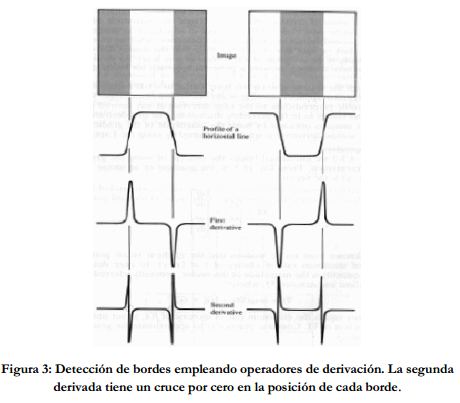 Image
Profile of a
horizontal line
First
derivative
Second
derivative
Figura 3: Detección de bordes empleando operadores de derivación. La segunda
derivada tiene un cruce por cero en la posición de cada borde.